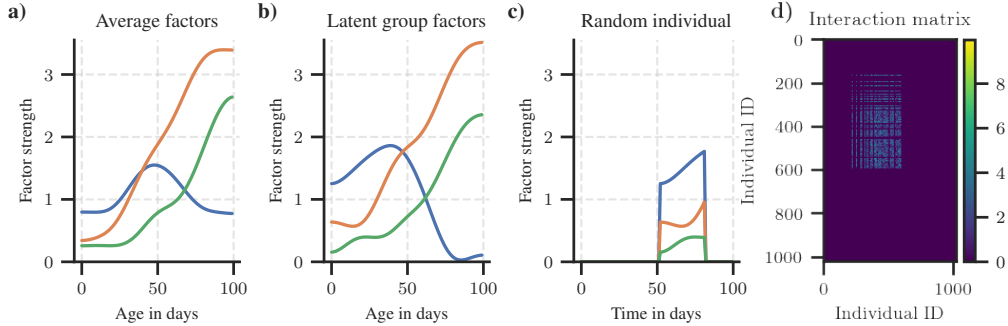 a) Average factors
Factor strength
3
2
1
0
0 50 100
Age in days
b) Latent group factors
Factor strength
3
2
1
0
0 50 100
Age in days
c) Random individual
Factor strength
3
2
1
0
0 50 100
Time in days
d) Interaction matrix
Individual ID
0
200
400
600
800
1000
0 1000
Individual ID
8
6
4
2
0